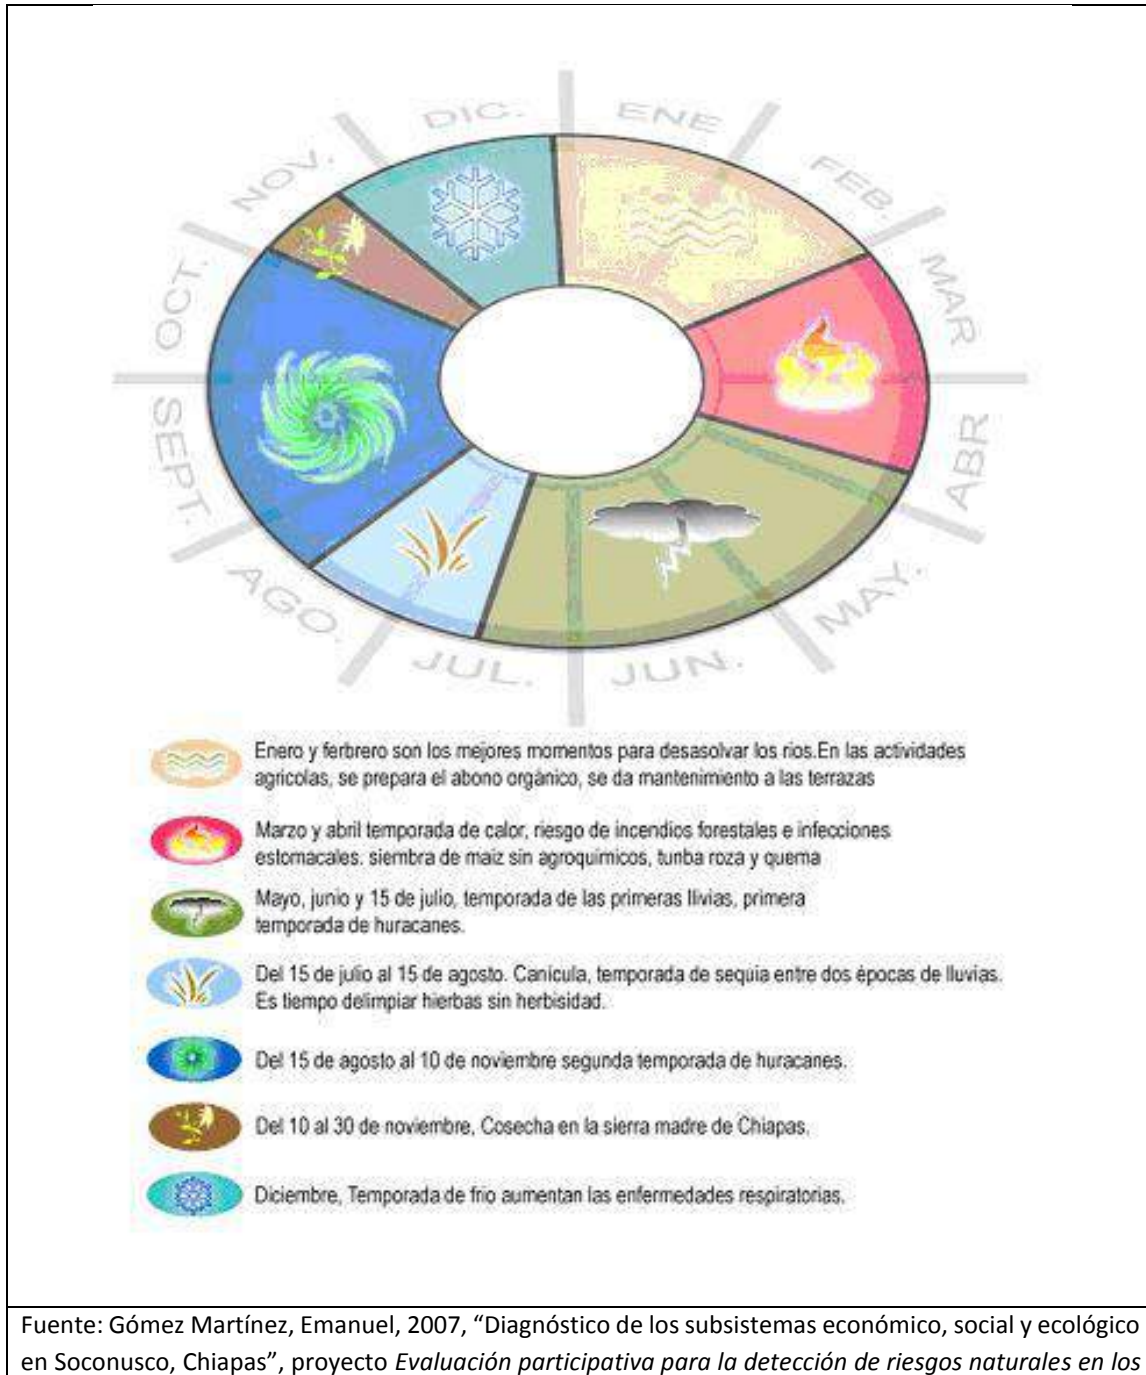 DIC. ENE
NOV. FEB.
OCT. MAR
SEPT. ABR
AGO. MAY.
JUL. JUN.
Enero y ferbrero son los mejores momentos para desasolvar los rios.En las actividades
agricolas, se prepara el abono orgánico, se da mantenimiento a las terrazas
Marzo y abril temporada de calor, riesgo de incendios forestales e infecciones
estomacales. siembra de maiz sin agroquimicos, tunba roza y quema
Mayo, junio y 15 de julio, temporada de las primeras llivias, primera
temporada de huracanes.
Del 15 de julio al 15 de agosto. Canicula, temporada de sequia entre dos épocas de lluvias.
Es tiempo delimpiar hierbas sin herbisidad.
Del 15 de agosto al 10 de noviembre segunda temporada de huracanes.
Del 10 al 30 de noviembre, Cosecha en la sierra madre de Chiapas.
Diciembre, Temporada de frio aumentan las enfermedades respiratorias.
Fuente: Gómez Martínez, Emanuel, 2007, “Diagnóstico de los subsistemas económico, social y ecológico
en Soconusco, Chiapas”, proyecto Evaluación participativa para la detección de riesgos naturales en los